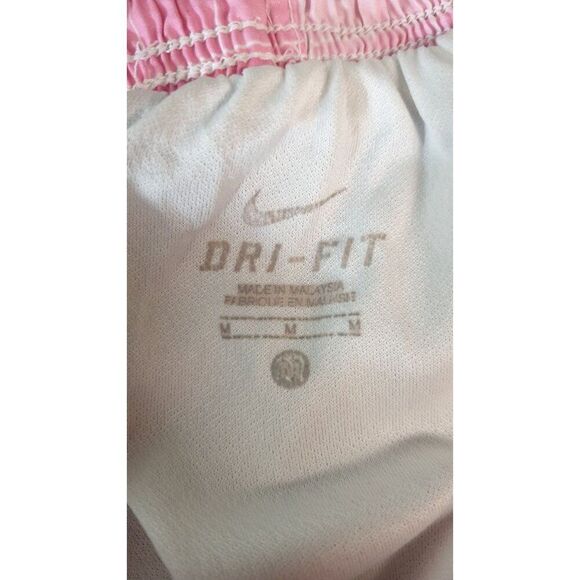 DRI-FIT
MADE IN MALAYSIA
FABRIQUE EN MALAISIE
M M M